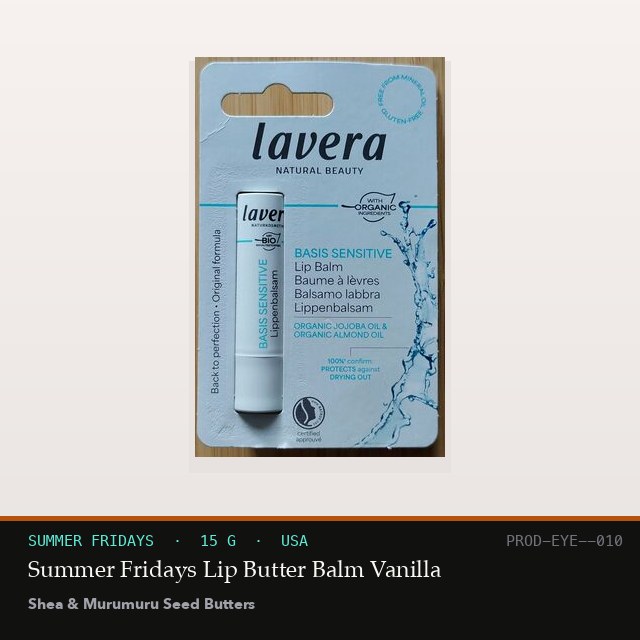 FREE FROM MINERAL OIL
GLUTEN-FREE
lavera
NATURAL BEAUTY
WITH
ORGANIC
INGREDIENTS
laver
BIO
BASIS SENSITIVE
Lippenbalsam
Back to perfection • Original formula
BASIS SENSITIVE
Lip Balm
Baume à lèvres
Balsamo labbra
Lippenbalsam
ORGANIC JOJOBA OIL &
ORGANIC ALMOND OIL
100%* confirm:
PROTECTS against
DRYING OUT
certified
approuvé
SUMMER FRIDAYS · 15 G · USA
PROD-EYE--010
Summer Fridays Lip Butter Balm Vanilla
Shea & Murumuru Seed Butters